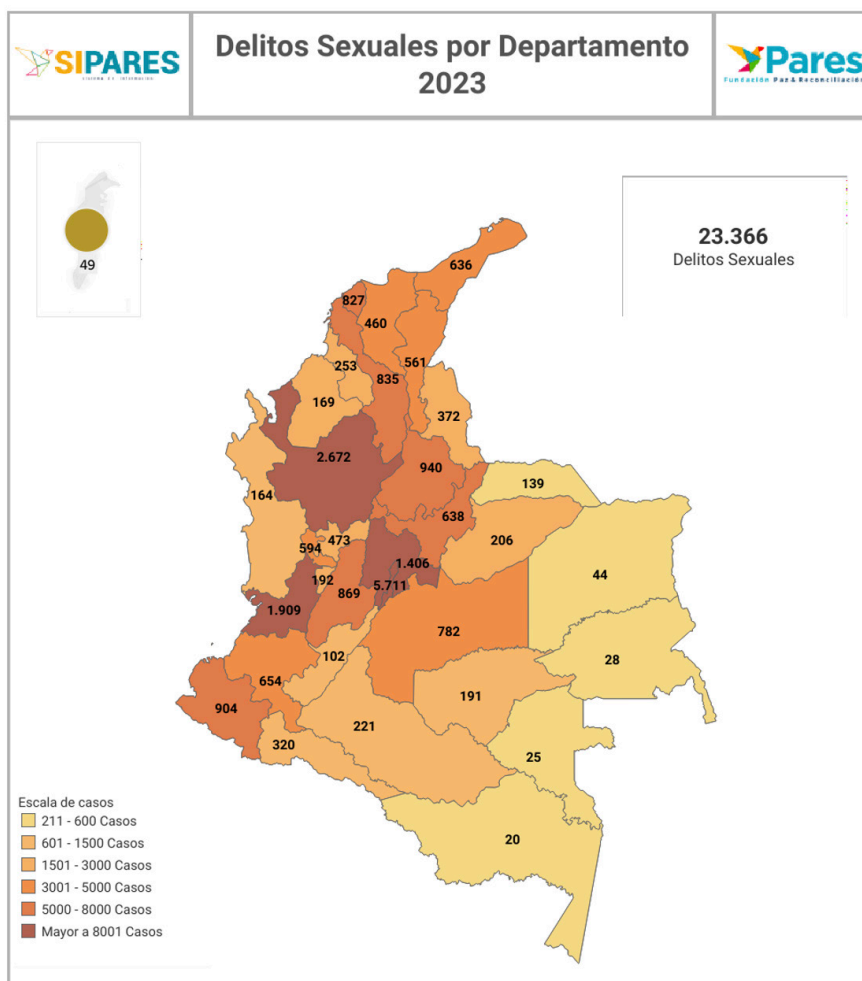 SIPARES
SISTEMA DE INFORMACIÓN
Delitos Sexuales por Departamento
2023
Pares
Fundación Paz & Reconciliación
49
23.366
Delitos Sexuales
636
827
460
561
253
835
169
372
2.672
940
139
164
638
206
473
594
1.406
44
192
5.711
869
1.909
782
102
28
654
191
904
221
320
25
20
Escala de casos
211 - 600 Casos
601 - 1500 Casos
1501 - 3000 Casos
3001 - 5000 Casos
5000 - 8000 Casos
Mayor a 8001 Casos